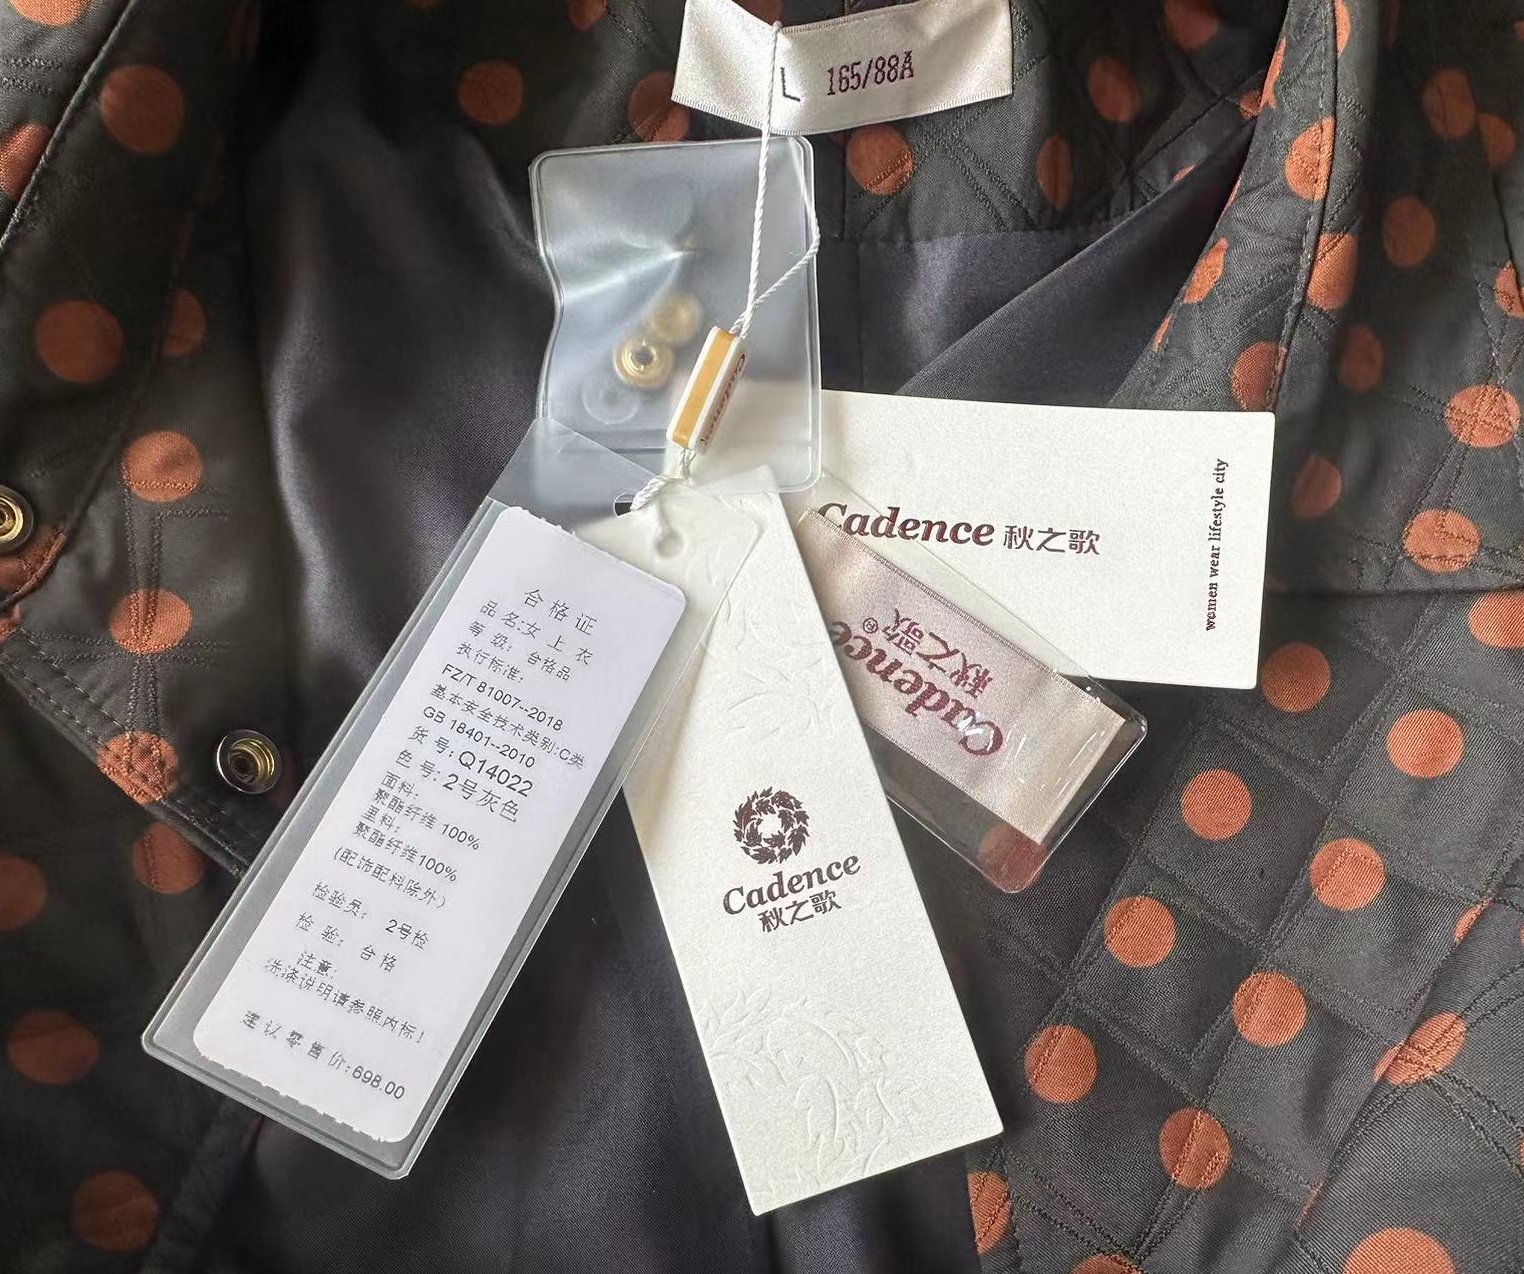 L 165/88A
Cadence
Cadence 秋之歌
women wear lifestyle city
Cadence
秋之歌®
Cadence
秋之歌
合格证
品名:女上衣
等级: 合格品
执行标准:
FZ/T 81007--2018
基本安全技术类别:C类
GB 18401--2010
货号: Q14022
色号: 2号灰色
面料:
聚酯纤维 100%
里料:
聚酯纤维100%
(配饰配料除外)
检验员: 2号检
检验: 合格
注意:
洗涤说明请参照内标!
建议零售价:698.00